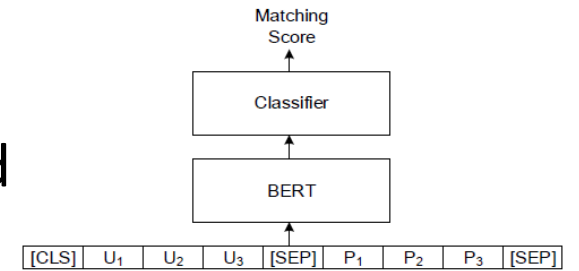 Matching
Score
Classifier
BERT
[CLS] U₁ U₂ U₃ [SEP] P₁ P₂ P₃ [SEP]